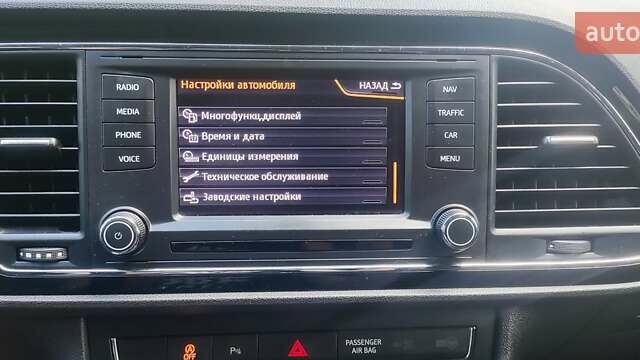 auto
RADIO
MEDIA
PHONE
VOICE
Настройки автомобиля НАЗАД
Многофункц.дисплей
Время и дата
Единицы измерения
Техническое обслуживание
Заводские настройки
NAV
TRAFFIC
CAR
MENU
OFF
P
PASSENGER
AIR BAG